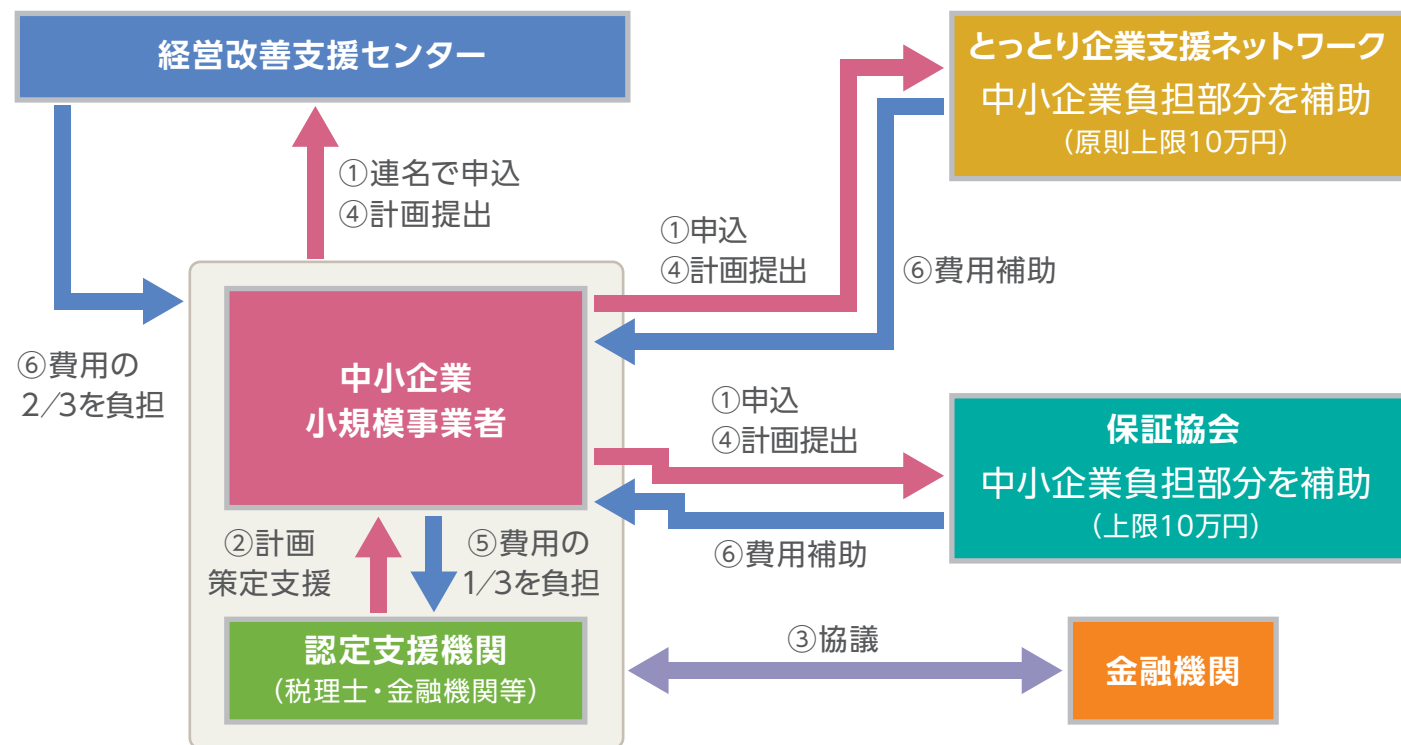 経営改善支援センター
とっとり企業支援ネットワーク
中小企業負担部分を補助
（原則上限10万円）
①連名で申込
④計画提出
①申込
④計画提出
⑥費用補助
⑥費用の
2/3を負担
中小企業
小規模事業者
①申込
④計画提出
保証協会
中小企業負担部分を補助
（上限10万円）
⑥費用補助
②計画
策定支援
⑤費用の
1/3を負担
認定支援機関
（税理士・金融機関等）
③協議
金融機関